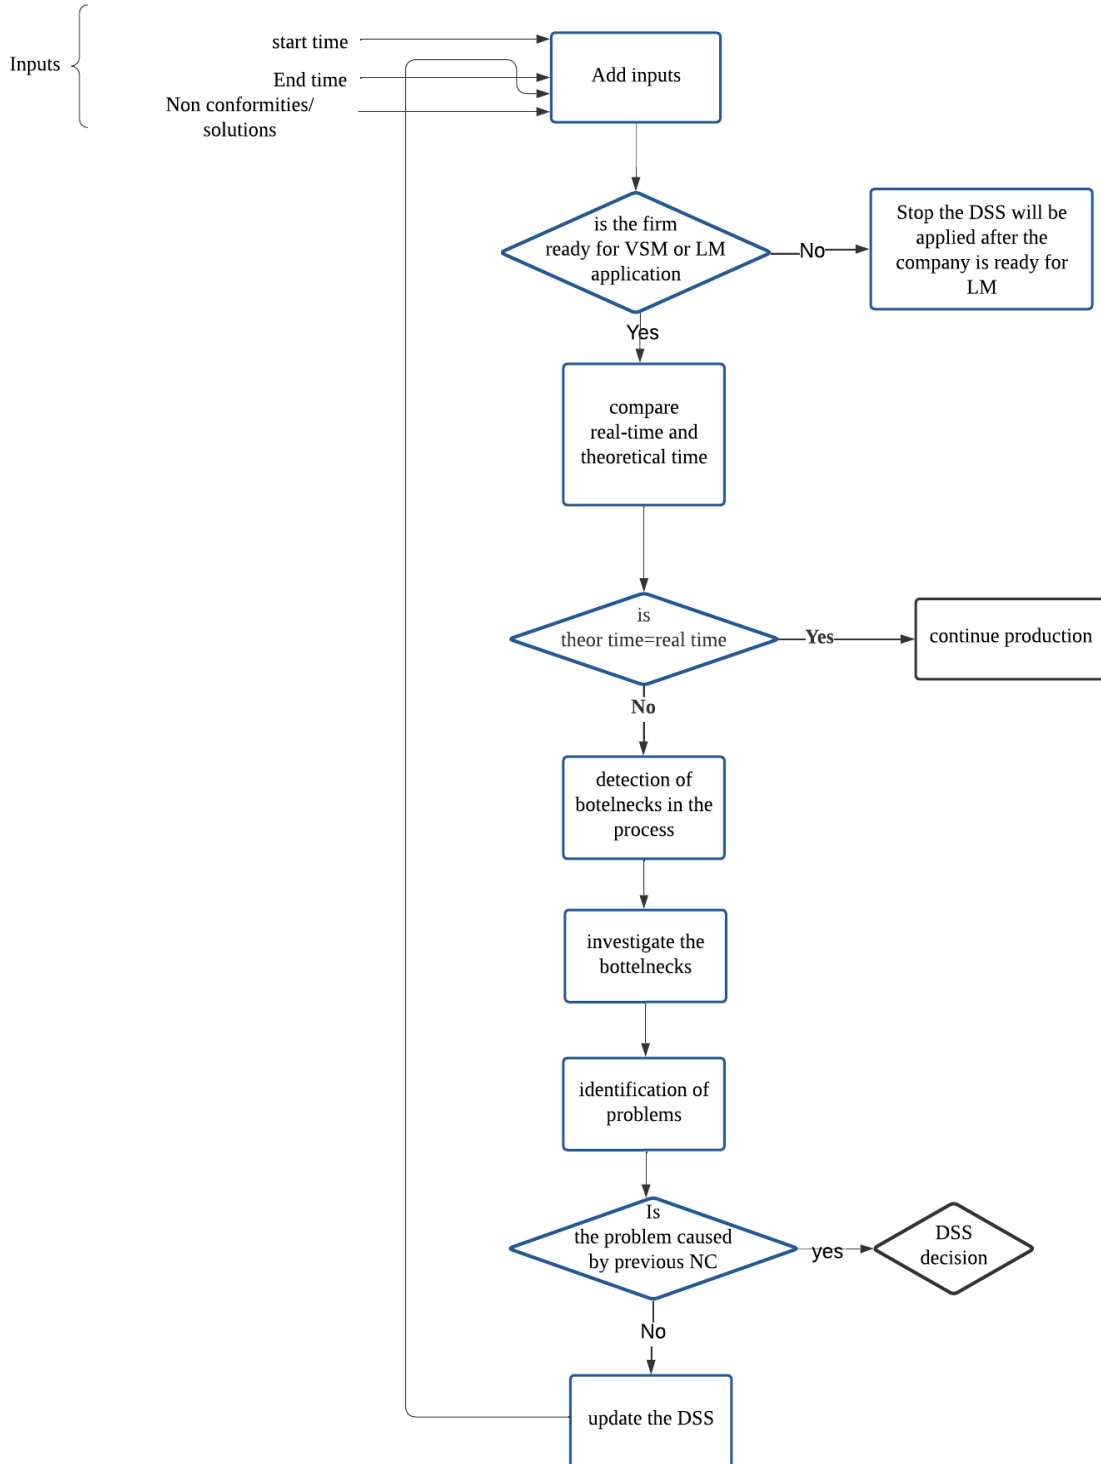 Inputs
start time
End time
Non conformities/
solutions
Add inputs
is the firm
ready for VSM or LM
application
No
Stop the DSS will be
applied after the
company is ready for
LM
Yes
compare
real-time and
theoretical time
is
theor time=real time
Yes
continue production
No
detection of
botelnecks in the
process
investigate the
bottelnecks
identification of
problems
Is
the problem caused
by previous NC
yes
DSS
decision
No
update the DSS